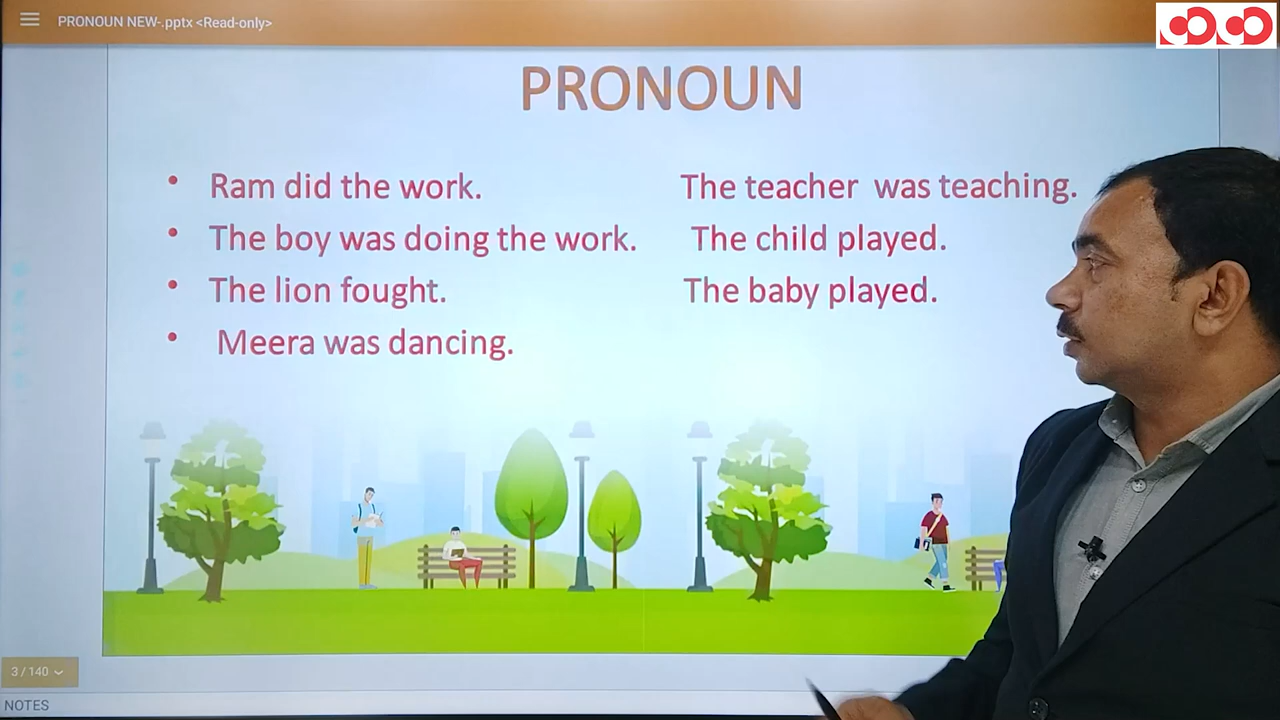 PRONOUN NEW-.pptx <Read-only>
PRONOUN
• Ram did the work.
The teacher was teaching.
• The boy was doing the work.
The child played.
• The lion fought.
The baby played.
• Meera was dancing.
3 / 140
NOTES